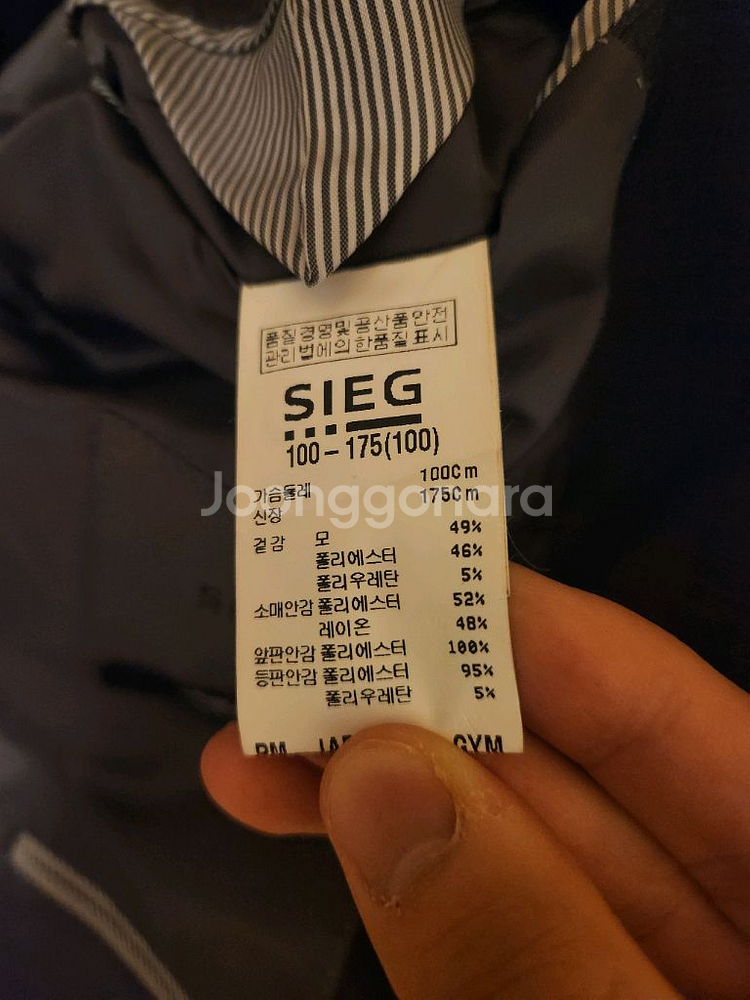 품질경영및공산품안전
관리법에의한품질표시
SIEG
100-175(100)
가슴둘레 100Cm
신장 175Cm
겉감 모 49%
폴리에스터 46%
폴리우레탄 5%
소매안감 폴리에스터 52%
레이온 48%
앞판안감 폴리에스터 100%
등판안감 폴리에스터 95%
폴리우레탄 5%
Joonggonara